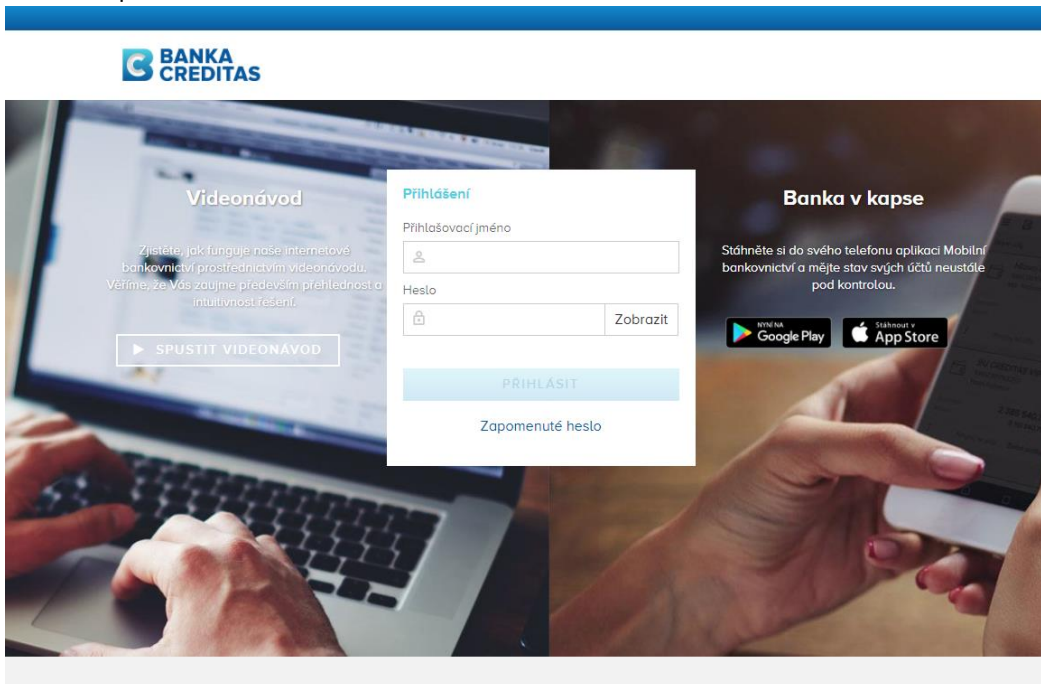 BANKA
CREDITAS
Videonávod
Zjistěte, jak funguje naše internetové
bankovnictví prostřednictvím videonávodu.
Věříme, že Vás zaujme především přehlednost a
intuitivnost řešení.
SPUSTIT VIDEONÁVOD
Přihlášení
Přihlašovací jméno
Heslo
Zobrazit
PŘIHLÁSIT
Zapomenuté heslo
Banka v kapse
Stáhněte si do svého telefonu aplikaci Mobilní
bankovnictví a mějte stav svých účtů neustále
pod kontrolou.
NYNÍ NA
Google Play
Stáhnout v
App Store